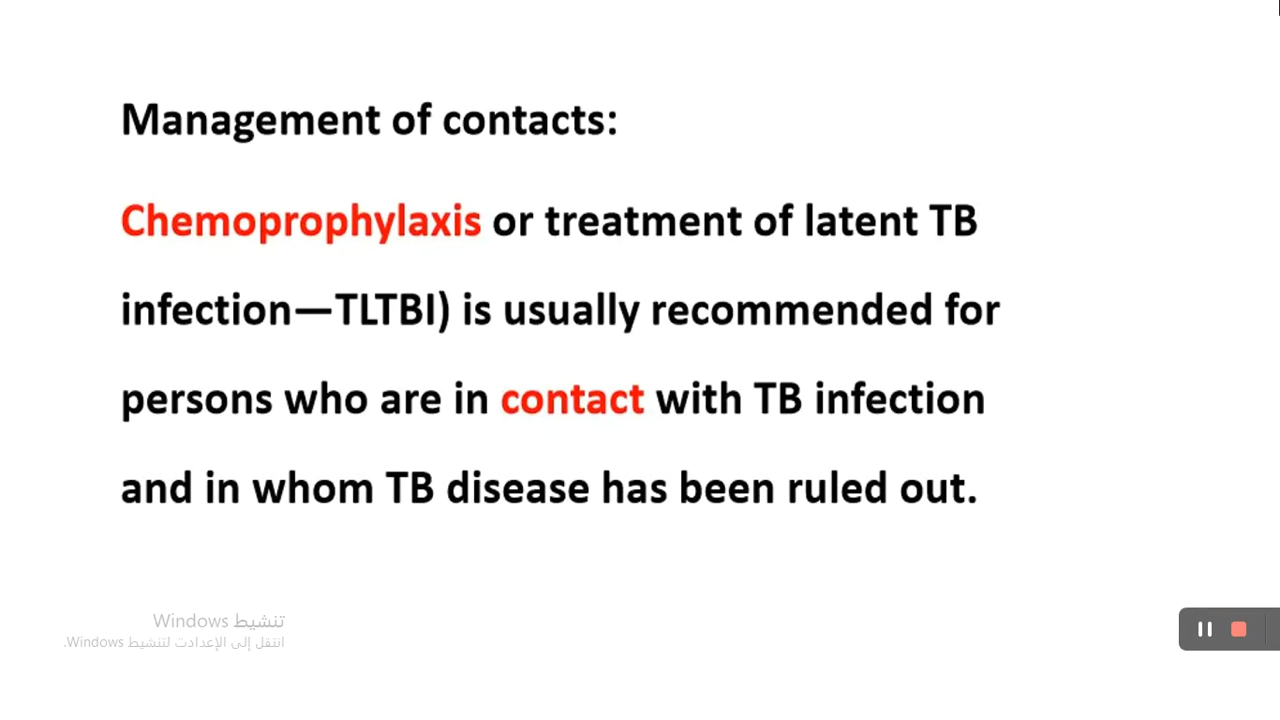 Management of contacts:
Chemoprophylaxis or treatment of latent TB
infection—TLTBI) is usually recommended for
persons who are in contact with TB infection
and in whom TB disease has been ruled out.
تنشيط Windows
انتقل إلى الإعدادت لتنشيط Windows.